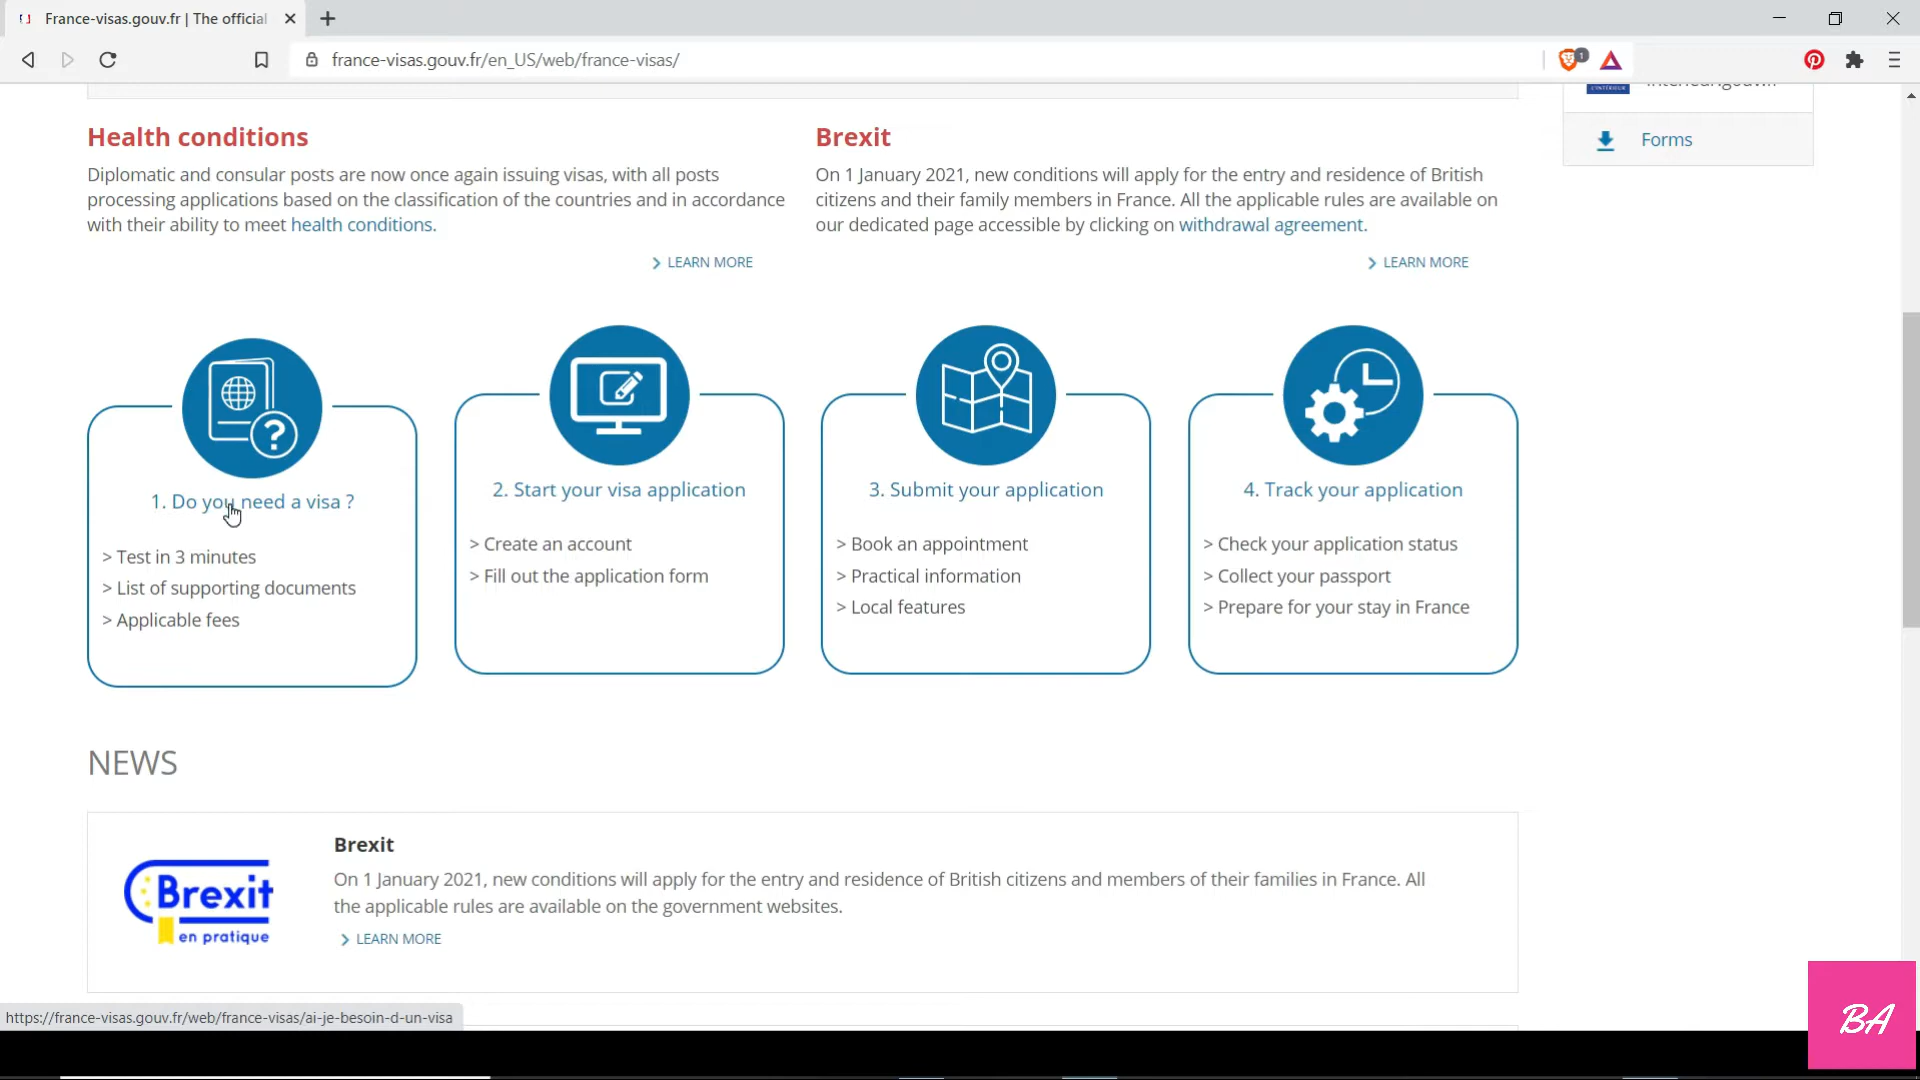 France-visas.gouv.fr | The official
france-visas.gouv.fr/en_US/web/france-visas/
1
Forms
Health conditions
Diplomatic and consular posts are now once again issuing visas, with all posts
processing applications based on the classification of the countries and in accordance
with their ability to meet health conditions.
LEARN MORE
Brexit
On 1 January 2021, new conditions will apply for the entry and residence of British
citizens and their family members in France. All the applicable rules are available on
our dedicated page accessible by clicking on withdrawal agreement.
LEARN MORE
1. Do you need a visa ?
> Test in 3 minutes
> List of supporting documents
> Applicable fees
2. Start your visa application
> Create an account
> Fill out the application form
3. Submit your application
> Book an appointment
> Practical information
> Local features
4. Track your application
> Check your application status
> Collect your passport
> Prepare for your stay in France
NEWS
Brexit
en pratique
Brexit
On 1 January 2021, new conditions will apply for the entry and residence of British citizens and members of their families in France. All
the applicable rules are available on the government websites.
LEARN MORE
https://france-visas.gouv.fr/web/france-visas/ai-je-besoin-d-un-visa
BA